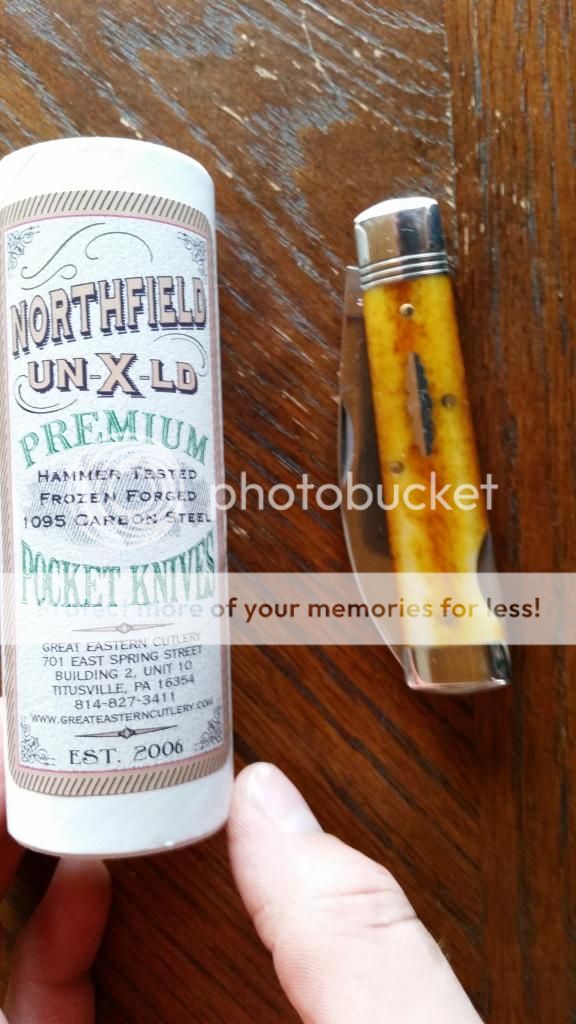 NORTHFIELD
UN-X-LD
PREMIUM
HAMMER TESTED
FROZEN FORGED
1095 CARBON STEEL
POCKET KNIVES
GREAT EASTERN CUTLERY
701 EAST SPRING STREET
BUILDING 2, UNIT 10
TITUSVILLE, PA 16354
814-827-3411
WWW.GREATEASTERNCUTLERY.COM
EST. 2006
photobucket
Protect more of your memories for less!